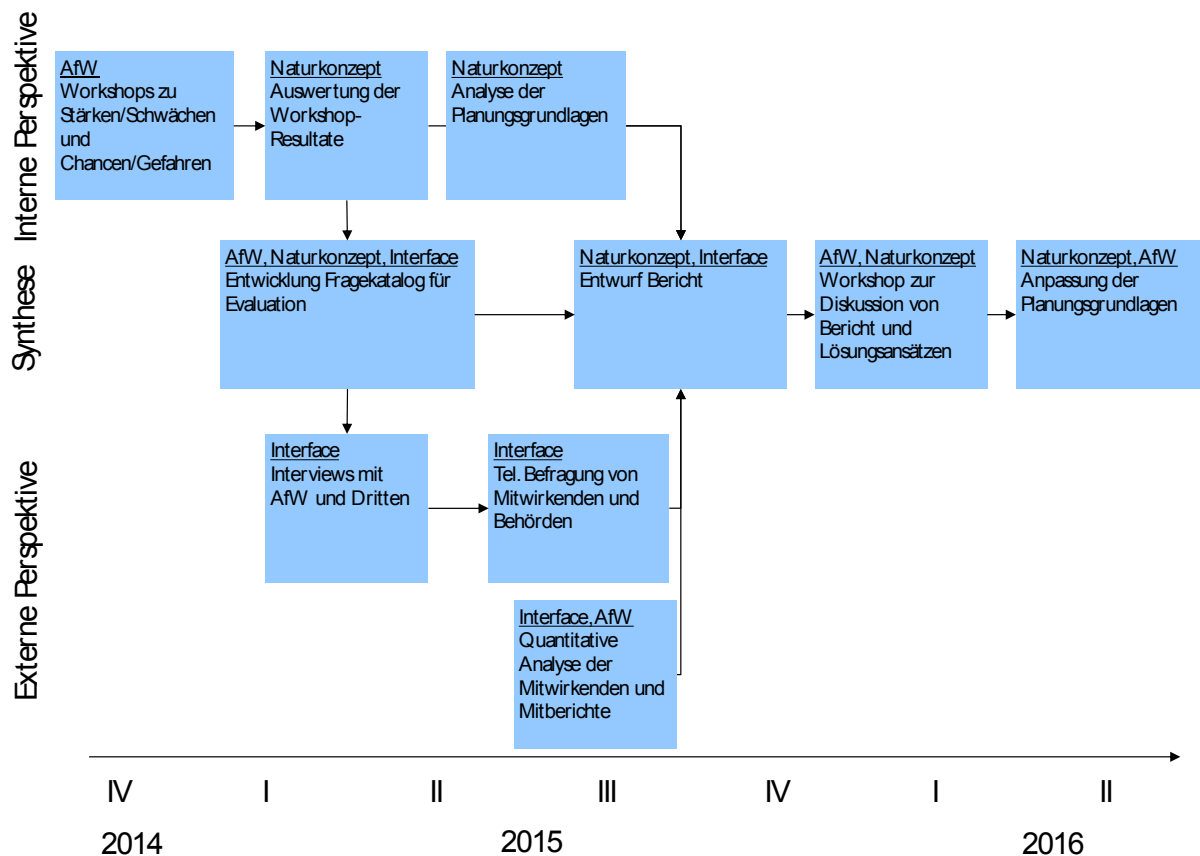 Interne Perspektive
AfW
Workshops zu
Stärken/Schwächen
und
Chancen/Gefahren
Naturkonzept
Auswertung der
Workshop-
Resultate
Naturkonzept
Analyse der
Planungsgrundlagen
Synthese
AfW, Naturkonzept, Interface
Entwicklung Fragekatalog für
Evaluation
Naturkonzept, Interface
Entwurf Bericht
AfW, Naturkonzept
Workshop zur
Diskussion von
Bericht und
Lösungsansätzen
Naturkonzept, AfW
Anpassung der
Planungsgrundlagen
Externe Perspektive
Interface
Interviews mit
AfW und Dritten
Interface
Tel. Befragung von
Mitwirkenden und
Behörden
Interface, AfW
Quantitative
Analyse der
Mitwirkenden und
Mitberichte
IV I II III IV I II
2014 2015 2016